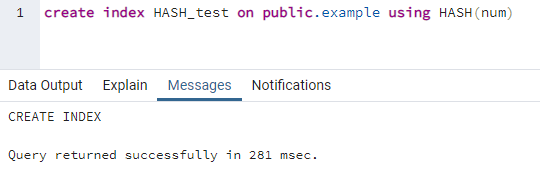 1 create index HASH_test on public.example using HASH(num)
Data Output Explain Messages Notifications
CREATE INDEX
Query returned successfully in 281 msec.